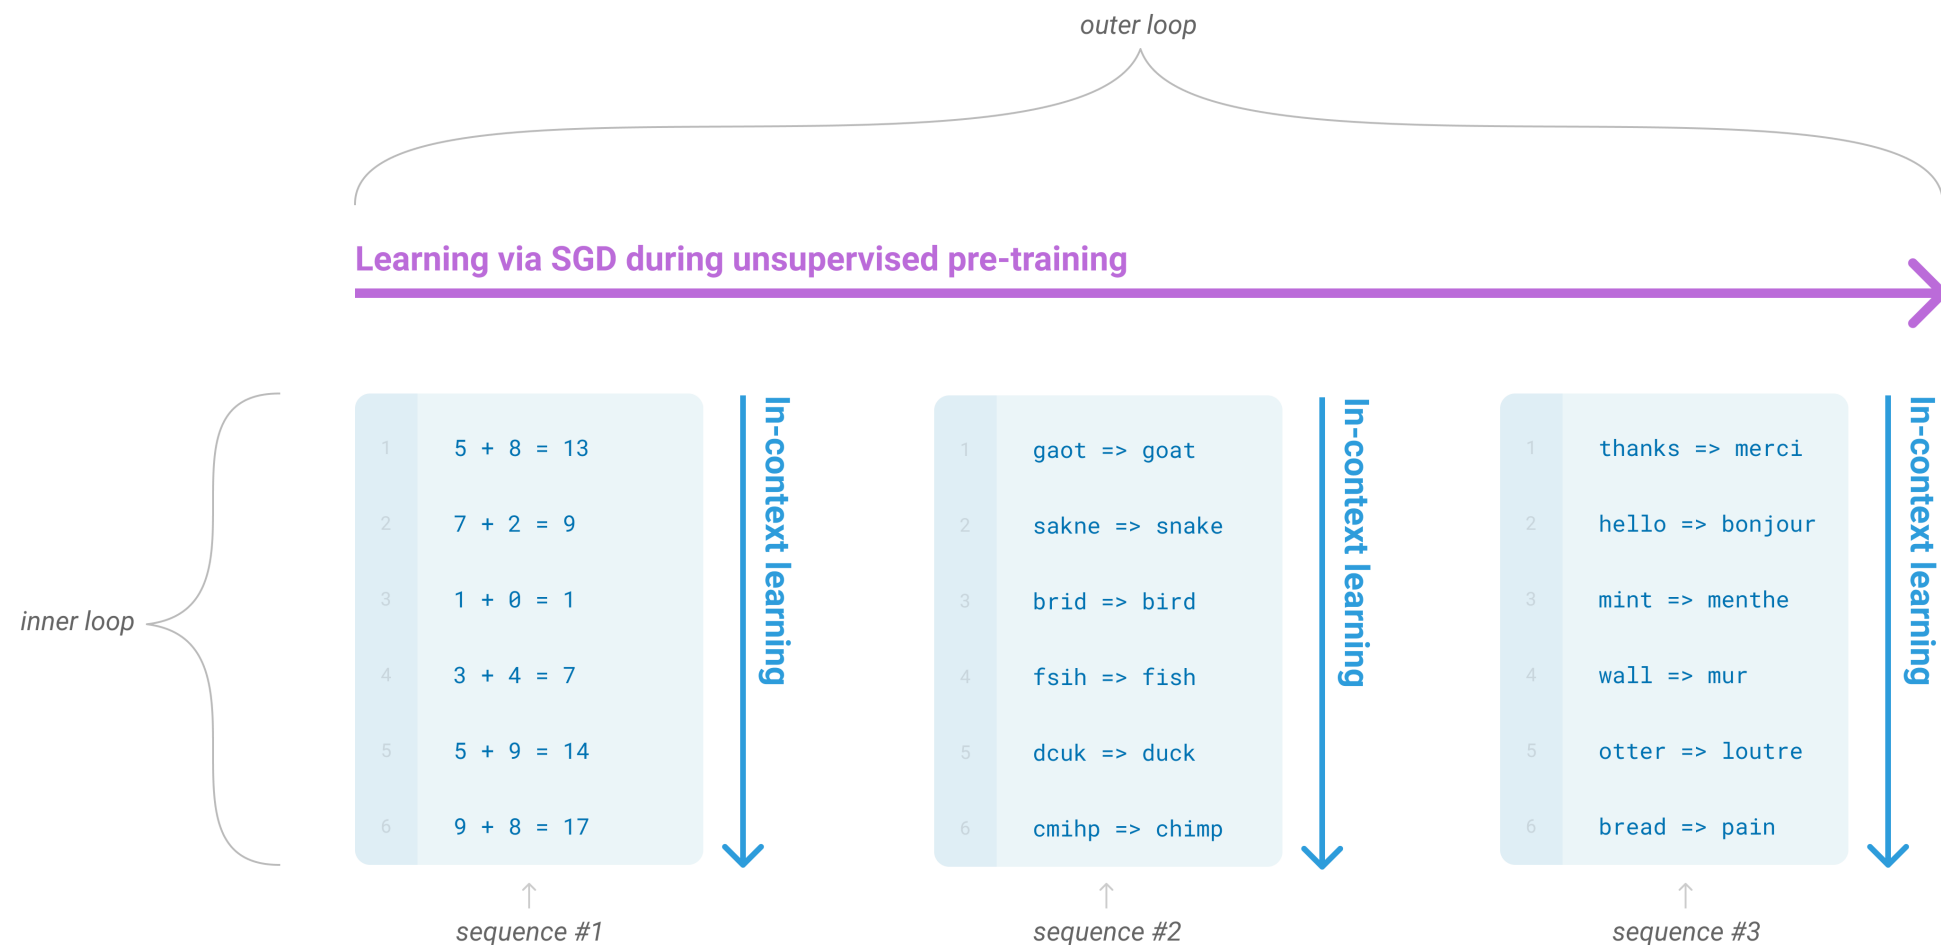 outer loop
Learning via SGD during unsupervised pre-training
inner loop
1 5 + 8 = 13
2 7 + 2 = 9
3 1 + 0 = 1
4 3 + 4 = 7
5 5 + 9 = 14
6 9 + 8 = 17
In-context learning
sequence #1
1 gaot => goat
2 sakne => snake
3 brid => bird
4 fsih => fish
5 dcuk => duck
6 cmihp => chimp
In-context learning
sequence #2
1 thanks => merci
2 hello => bonjour
3 mint => menthe
4 wall => mur
5 otter => loutre
6 bread => pain
In-context learning
sequence #3